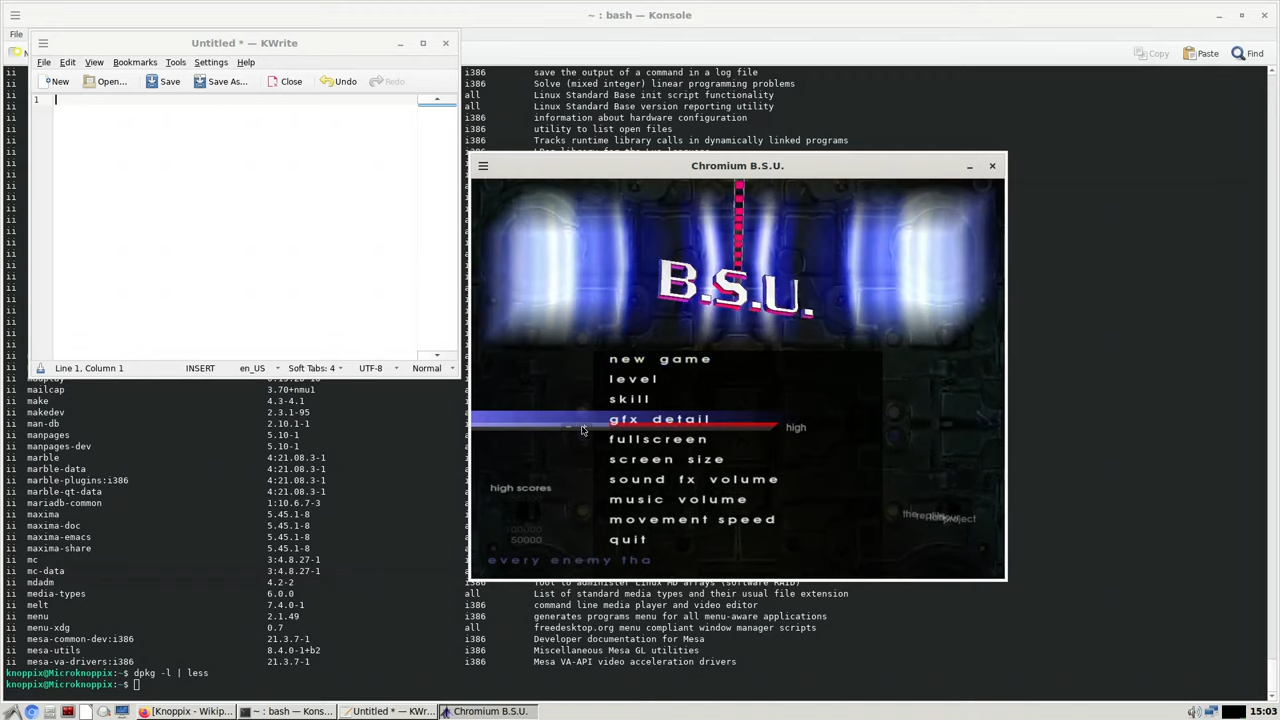 ~ : bash — Konsole
File
Copy Paste Find
Untitled * — KWrite
File Edit View Bookmarks Tools Settings Help
New Open... Save Save As... Close Undo Redo
1
Line 1, Column 1 INSERT en_US Soft Tabs: 4 UTF-8 Normal
i386 save the output of a command in a log file
i386 Solve (mixed integer) linear programming problems
all Linux Standard Base init script functionality
all Linux Standard Base version reporting utility
i386 information about hardware configuration
i386 utility to list open files
i386 Tracks runtime library calls in dynamically linked programs
Chromium B.S.U.
B.S.U.
new game
level
skill
gfx detail
high
fullscreen
screen size
sound fx volume
high scores
music volume
movement speed
50000
quit
every enemy tha
ii mailcap 3.70+nmu1
ii make 4.3-4.1
ii makedev 2.3.1-95
ii man-db 2.10.1-1
ii manpages 5.10-1
ii manpages-dev 5.10-1
ii marble 4:21.08.3-1
ii marble-data 4:21.08.3-1
ii marble-plugins:i386 4:21.08.3-1
ii marble-qt-data 4:21.08.3-1
ii mariadb-common 1:10.6.7-3
ii maxima 5.45.1-8
ii maxima-doc 5.45.1-8
ii maxima-emacs 5.45.1-8
ii maxima-share 5.45.1-8
ii mc 3:4.8.27-1
ii mc-data 3:4.8.27-1
ii mdadm 4.2-2 i386 Tool to administer Linux MD arrays (software RAID)
ii media-types 6.0.0 all List of standard media types and their usual file extension
ii melt 7.4.0-1 i386 command line media player and video editor
ii menu 2.1.49 i386 generates programs menu for all menu-aware applications
ii menu-xdg 0.7 all freedesktop.org menu compliant window manager scripts
ii mesa-common-dev:i386 21.3.7-1 i386 Developer documentation for Mesa
ii mesa-utils 8.4.0-1+b2 i386 Miscellaneous Mesa GL utilities
ii mesa-va-drivers:i386 21.3.7-1 i386 Mesa VA-API video acceleration drivers
knoppix@Microknoppix:~$ dpkg -l | less
knoppix@Microknoppix:~$
[Knoppix - Wikip... ~ : bash — Kons... Untitled * — KWr... Chromium B.S.U. 15:03